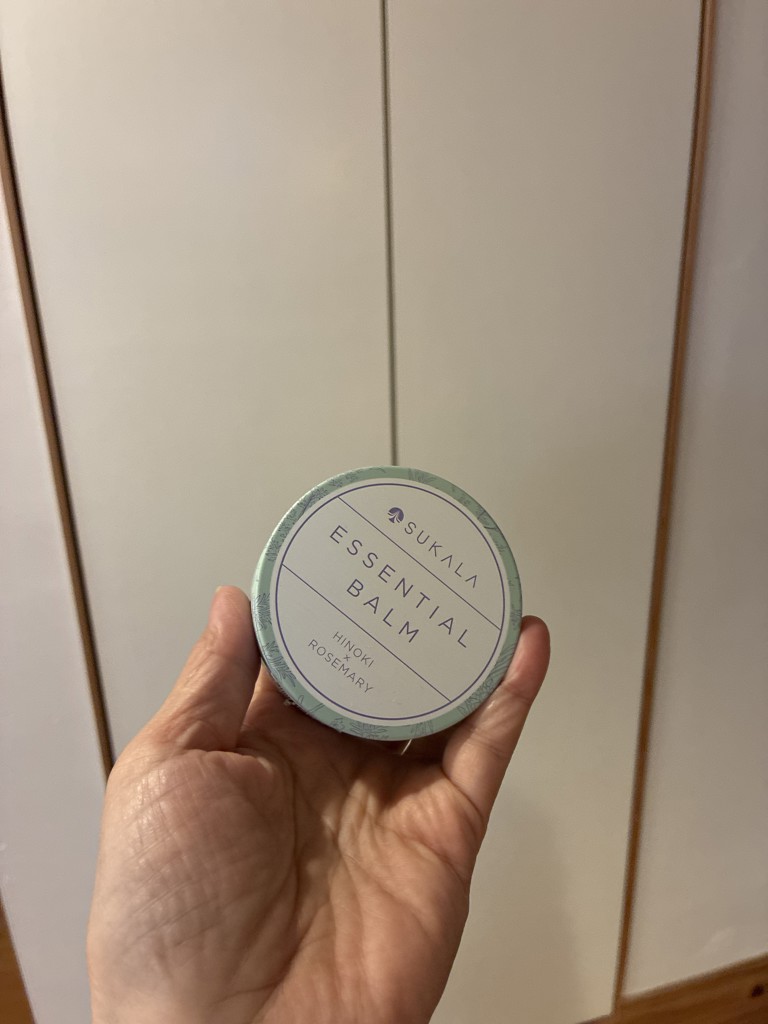 SUKALA
ESSENTIAL
BALM
HINOKI
×
ROSEMARY